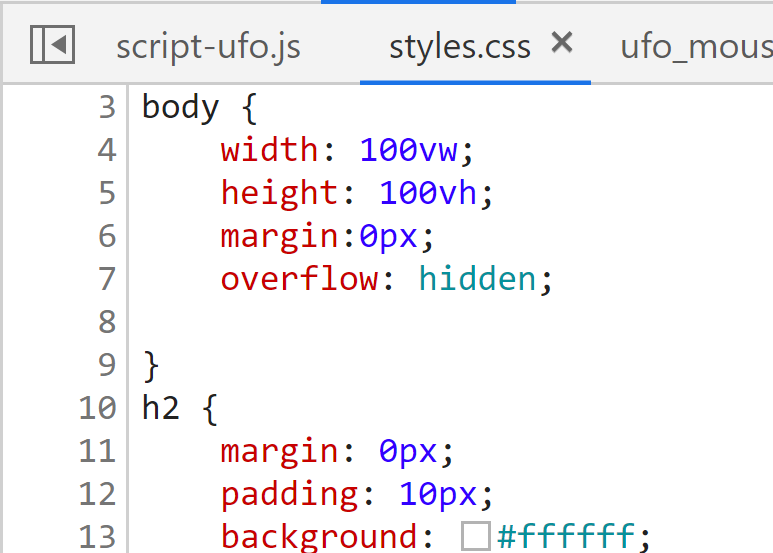 script-ufo.js styles.css × ufo_mous
3 body {
4     width: 100vw;
5     height: 100vh;
6     margin:0px;
7     overflow: hidden;
8
9 }
10 h2 {
11     margin: 0px;
12     padding: 10px;
13     background: #ffffff;